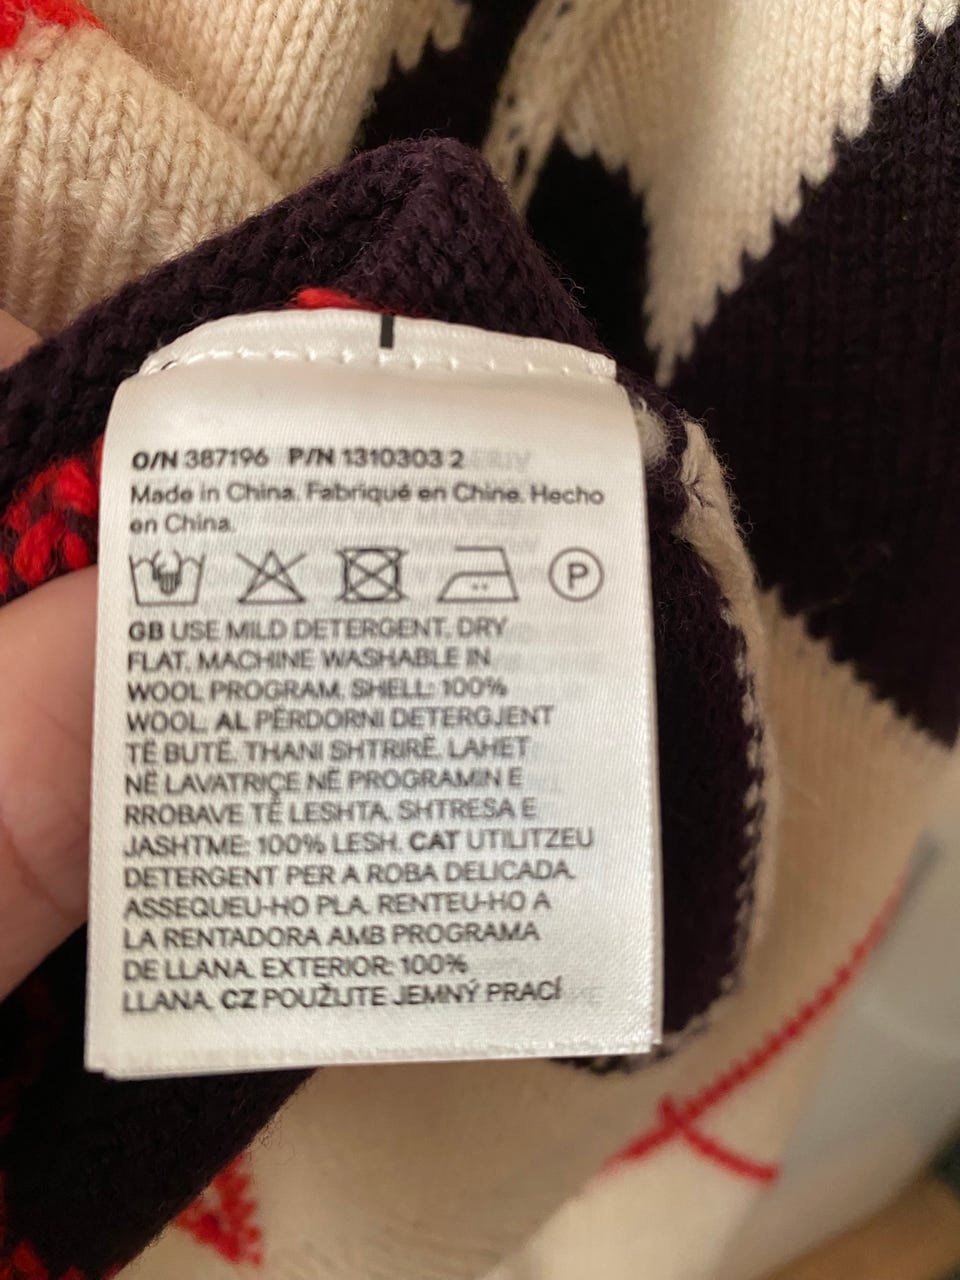 O/N 387196 P/N 1310303 2
Made in China. Fabriqué en Chine. Hecho
en China.
P
GB USE MILD DETERGENT. DRY
FLAT. MACHINE WASHABLE IN
WOOL PROGRAM. SHELL: 100%
WOOL. AL PËRDORNI DETERGJENT
TË BUTË. THANI SHTRIRË. LAHET
NË LAVATRIÇE NË PROGRAMIN E
RROBAVE TË LESHTA. SHTRESA E
JASHTME: 100% LESH. CAT UTILITZEU
DETERGENT PER A ROBA DELICADA.
ASSEQUEU-HO PLA. RENTEU-HO A
LA RENTADORA AMB PROGRAMA
DE LLANA. EXTERIOR: 100%
LLANA. CZ POUŽIJTE JEMNÝ PRACÍ